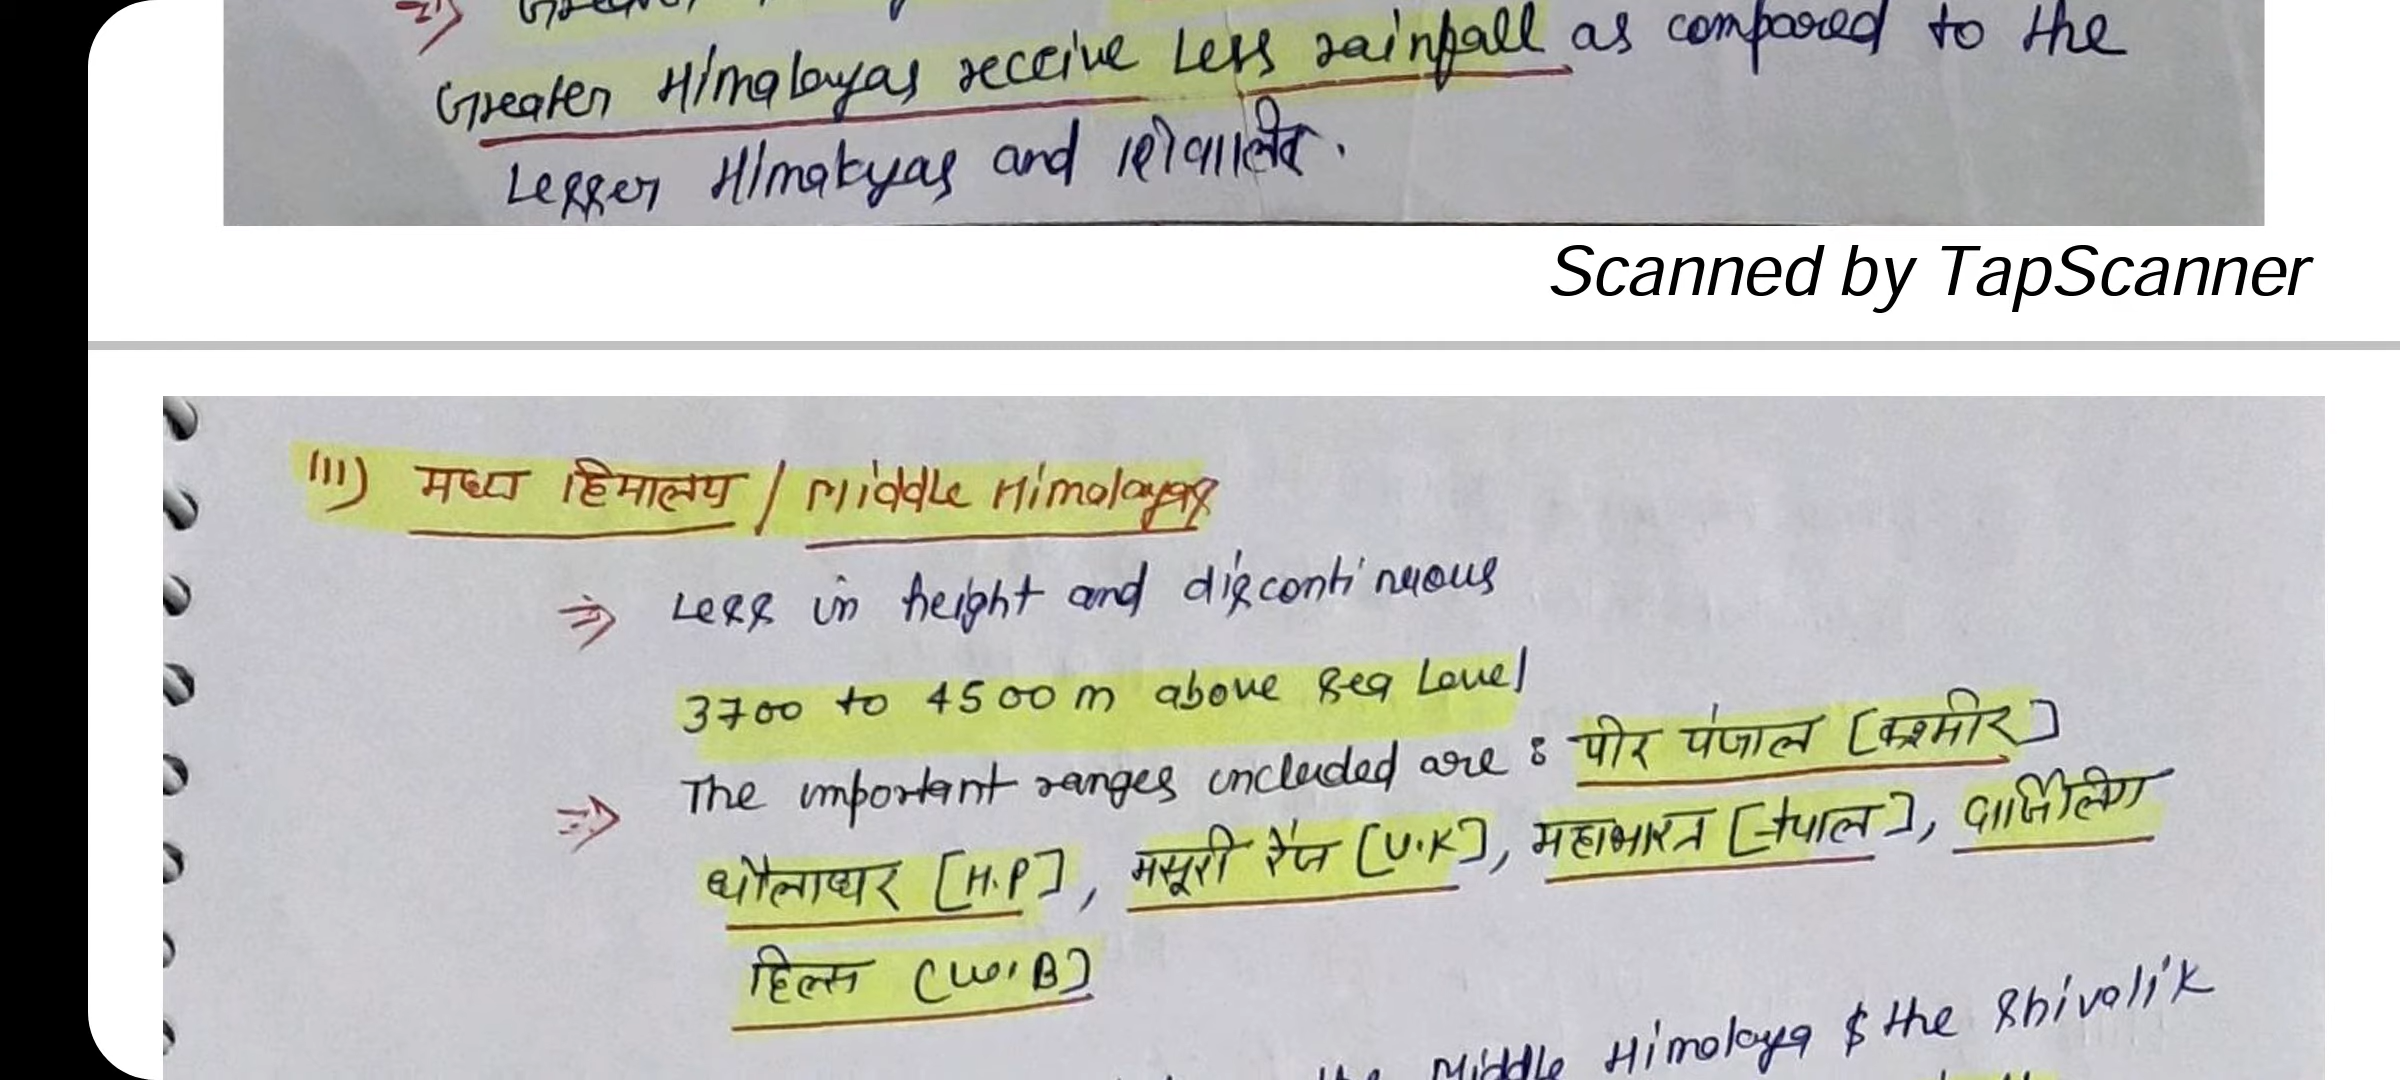 Greater Himalayas receive Less rainfall as compared to the
Lesser Himalayas and शिवालिक.
Scanned by TapScanner
III) मध्य हिमालय / Middle Himalayas
⇒ Less in height and discontinuous
3700 to 4500 m above sea Level
⇒ The important ranges included are : पीर पंजाल [कश्मीर]
धौलाधर [H.P], मसूरी रेंज [U.K], महाभारत [नेपाल], दार्जिलिंग
हिल्स (W.B]
the Middle Himalaya $ the Shivalik